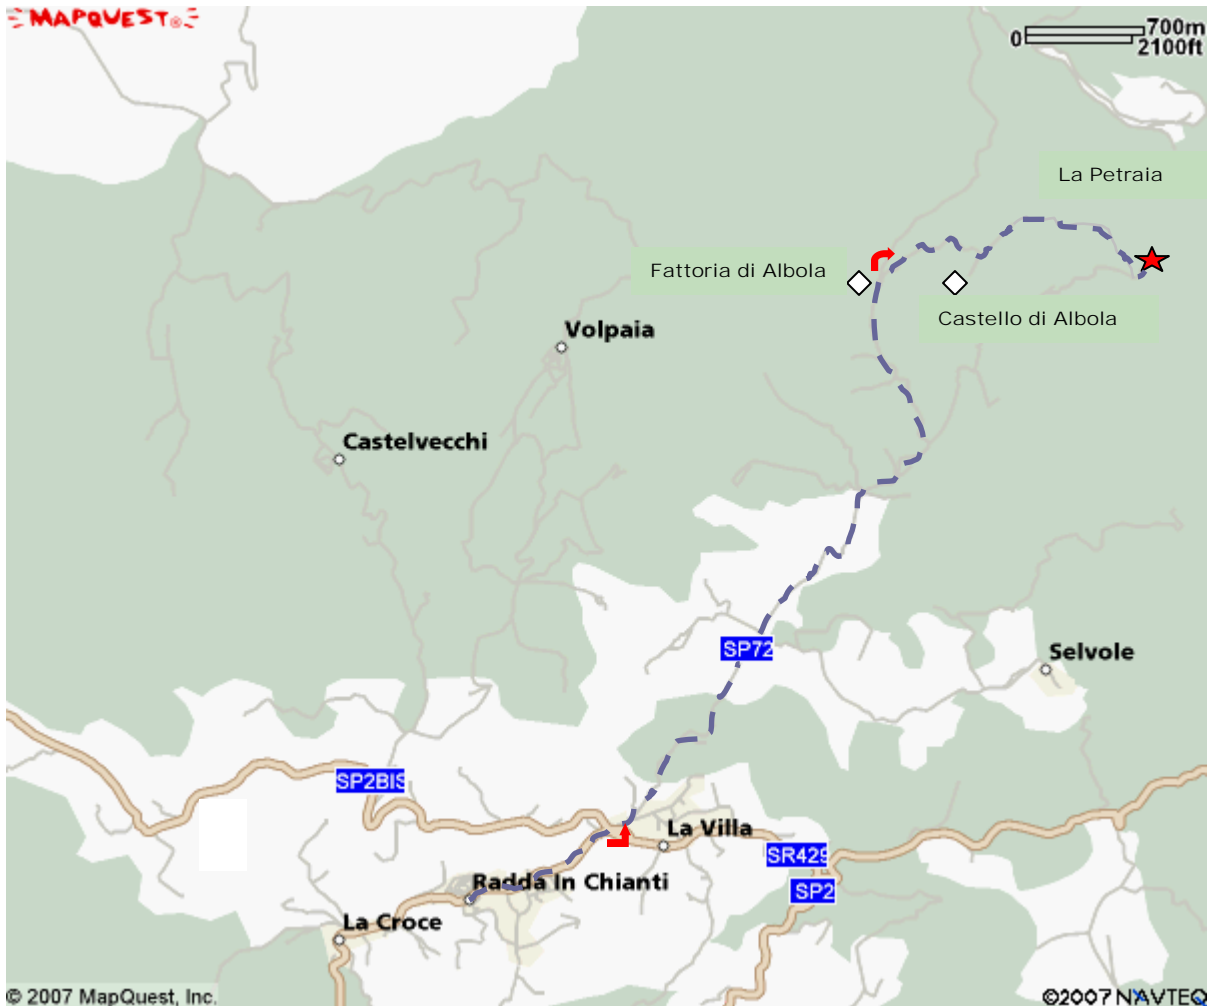 MAPQUEST®
700m
0
2100ft
La Petraia
Fattoria di Albola
Castello di Albola
Volpaia
Castelvecchi
SP72
Selvole
SP2BIS
La Villa
SR429
SP2
Radda In Chianti
La Croce
© 2007 MapQuest, Inc.
©2007 NAVTEQ